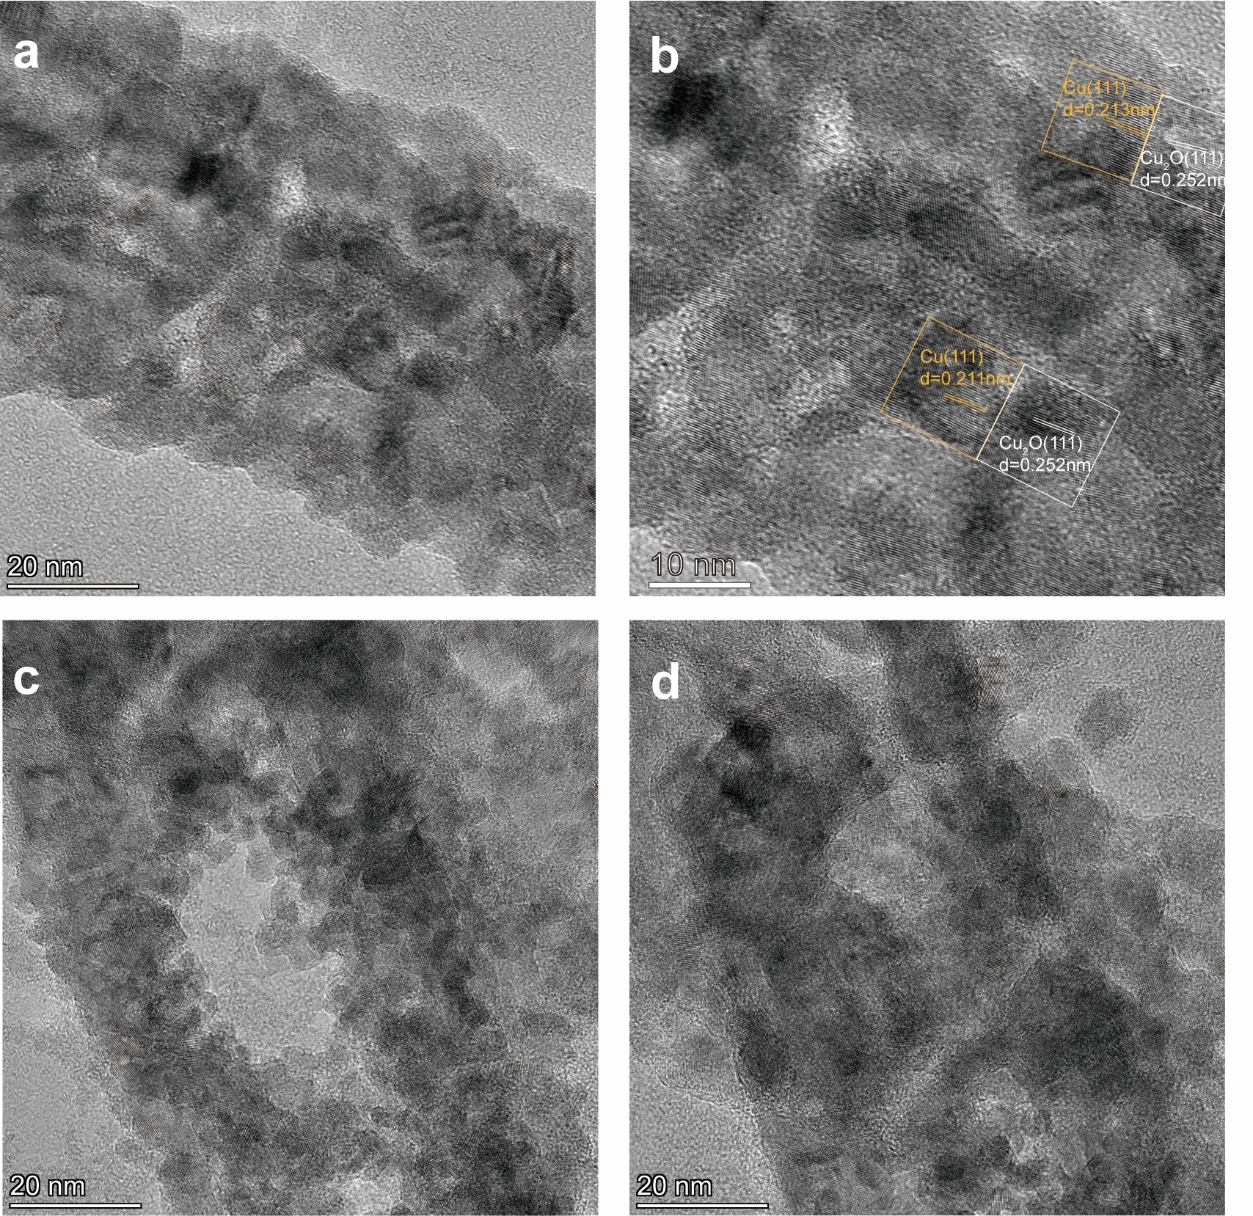 a
20 nm
b
Cu(111)
d=0.213nm
Cu₂O(111)
d=0.252nm
Cu(111)
d=0.211nm
Cu₂O(111)
d=0.252nm
10 nm
c
20 nm
d
20 nm